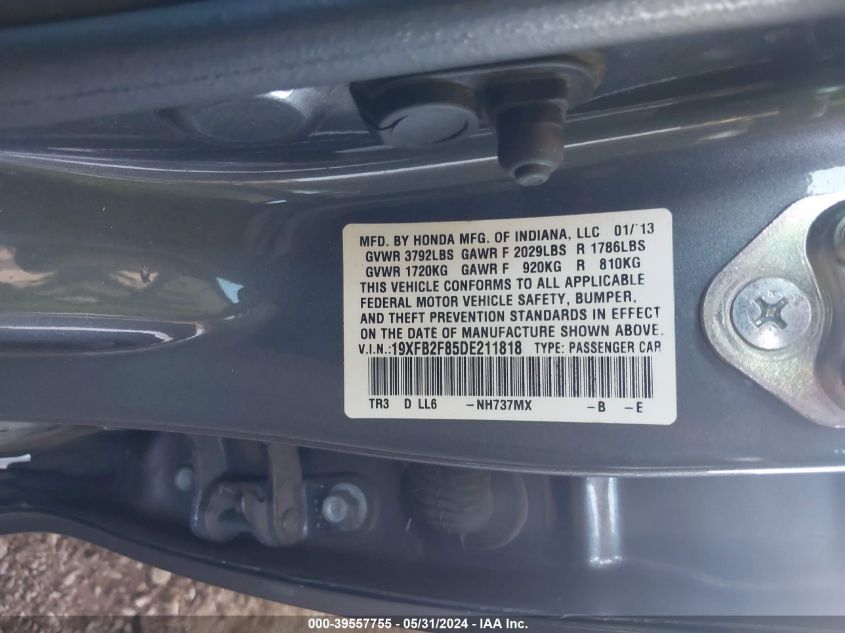 MFD. BY HONDA MFG. OF INDIANA, LLC 01/'13
GVWR 3792LBS GAWR F 2029LBS R 1786LBS
GVWR 1720KG GAWR F 920KG R 810KG
THIS VEHICLE CONFORMS TO ALL APPLICABLE
FEDERAL MOTOR VEHICLE SAFETY, BUMPER,
AND THEFT PREVENTION STANDARDS IN EFFECT
ON THE DATE OF MANUFACTURE SHOWN ABOVE.
V.I.N.:19XFB2F85DE211818 TYPE: PASSENGER CAR
TR3 D LL6 -NH737MX -B -E
000-39557755 - 05/31/2024 - IAA, Inc.